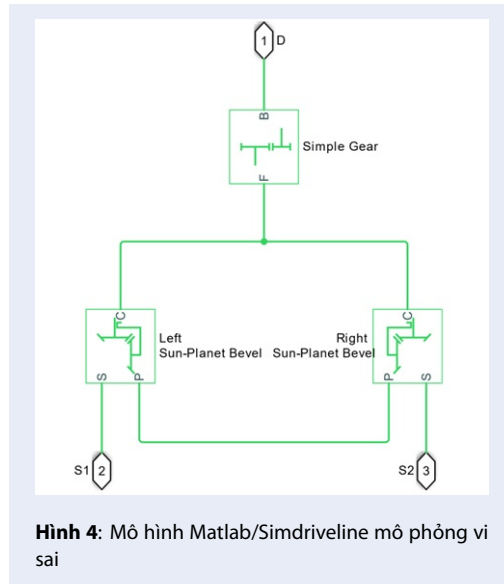 1 D
B
Simple Gear
F
C
Left
Sun-Planet Bevel
S
P
C
Right
Sun-Planet Bevel
P
S
S1 2
S2 3
Hình 4: Mô hình Matlab/Simdriveline mô phỏng vi
sai